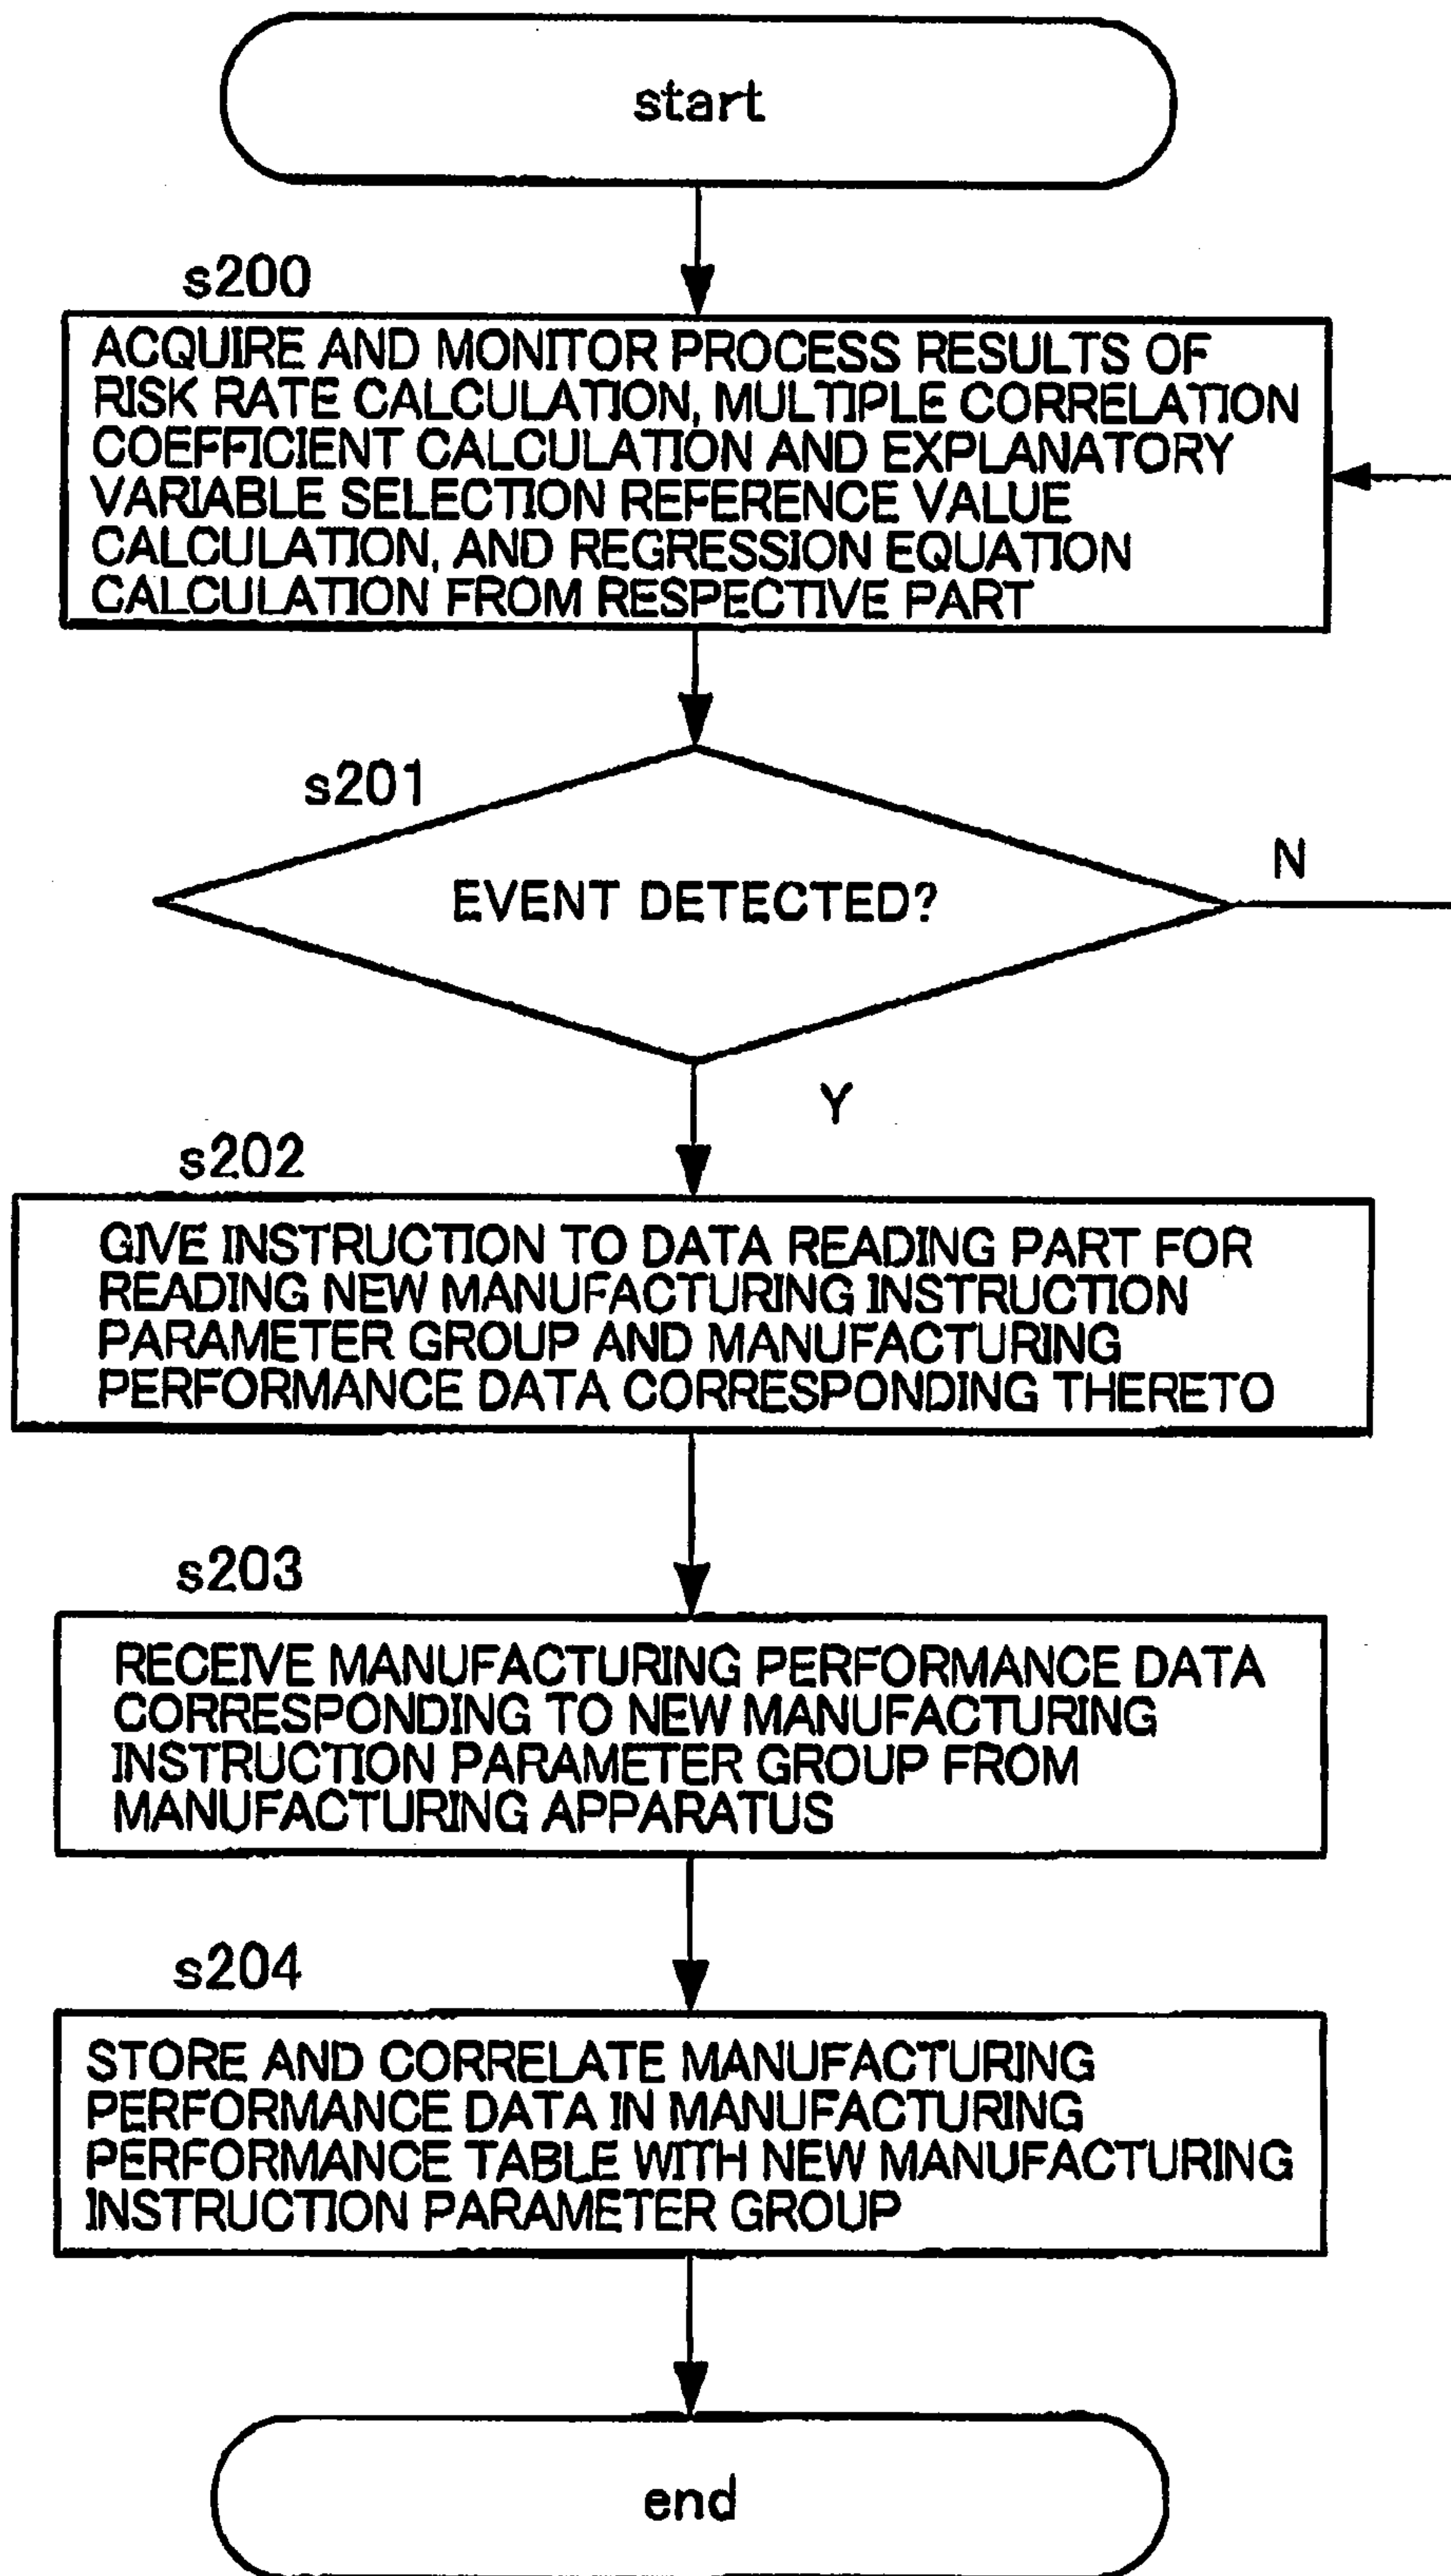 start
s200
ACQUIRE AND MONITOR PROCESS RESULTS OF
RISK RATE CALCULATION, MULTIPLE CORRELATION
COEFFICIENT CALCULATION AND EXPLANATORY
VARIABLE SELECTION REFERENCE VALUE
CALCULATION, AND REGRESSION EQUATION
CALCULATION FROM RESPECTIVE PART
s201
EVENT DETECTED?
N
Y
s202
GIVE INSTRUCTION TO DATA READING PART FOR
READING NEW MANUFACTURING INSTRUCTION
PARAMETER GROUP AND MANUFACTURING
PERFORMANCE DATA CORRESPONDING THERETO
s203
RECEIVE MANUFACTURING PERFORMANCE DATA
CORRESPONDING TO NEW MANUFACTURING
INSTRUCTION PARAMETER GROUP FROM
MANUFACTURING APPARATUS
s204
STORE AND CORRELATE MANUFACTURING
PERFORMANCE DATA IN MANUFACTURING
PERFORMANCE TABLE WITH NEW MANUFACTURING
INSTRUCTION PARAMETER GROUP
end